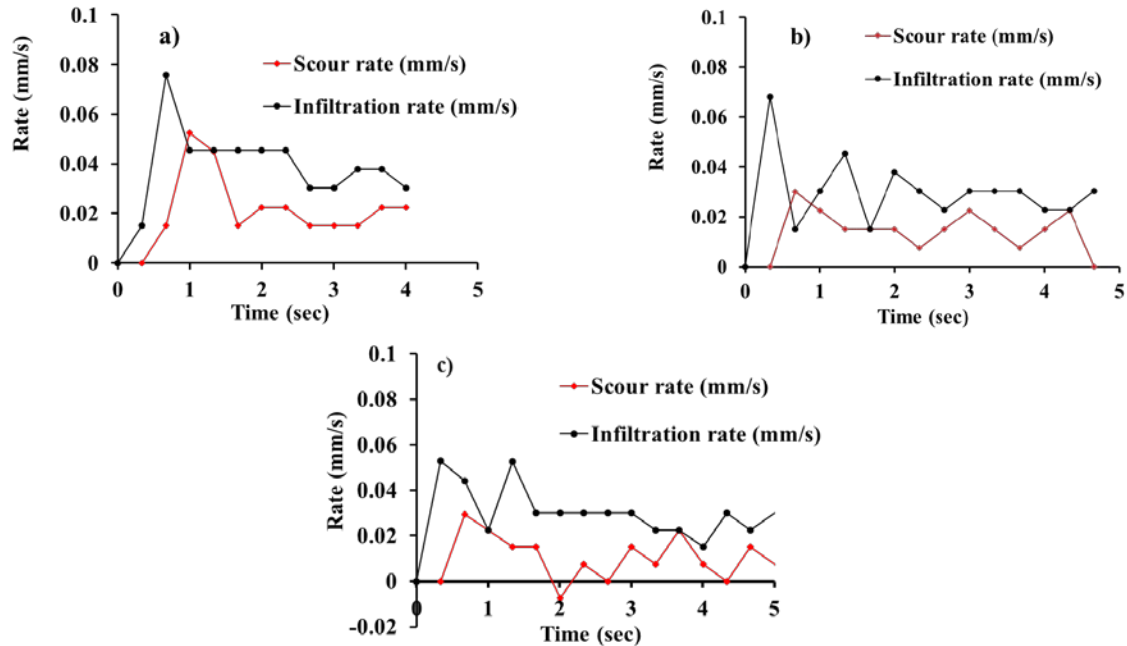 a)
Rate (mm/s)
0.1
0.08
0.06
0.04
0.02
0
Scour rate (mm/s)
Infiltration rate (mm/s)
0 1 2 3 4 5
Time (sec)
b)
Rate (mm/s)
0.1
0.08
0.06
0.04
0.02
0
Scour rate (mm/s)
Infiltration rate (mm/s)
0 1 2 3 4 5
Time (sec)
c)
Rate (mm/s)
0.1
0.08
0.06
0.04
0.02
0
-0.02
Scour rate (mm/s)
Infiltration rate (mm/s)
0 1 2 3 4 5
Time (sec)